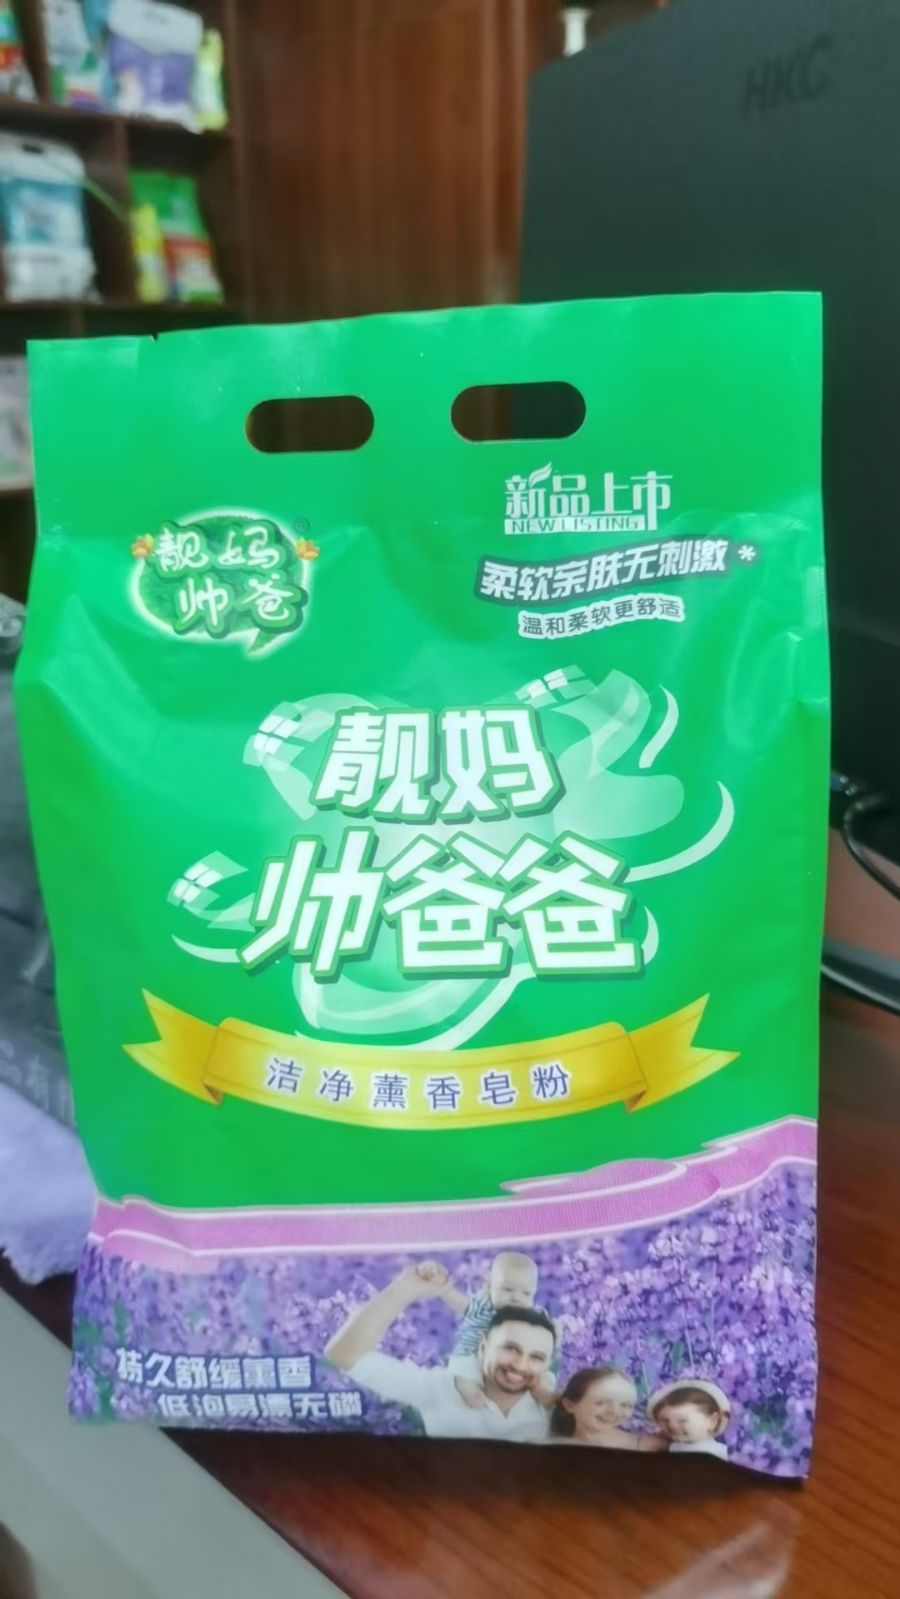 HKC
新品上市
NEW LISTING
靓妈
帅爸
®
柔软亲肤无刺激*
温和柔软更舒适
靓妈
帅爸爸
洁净薰香皂粉
持久舒缓薰香
低泡易漂无磷